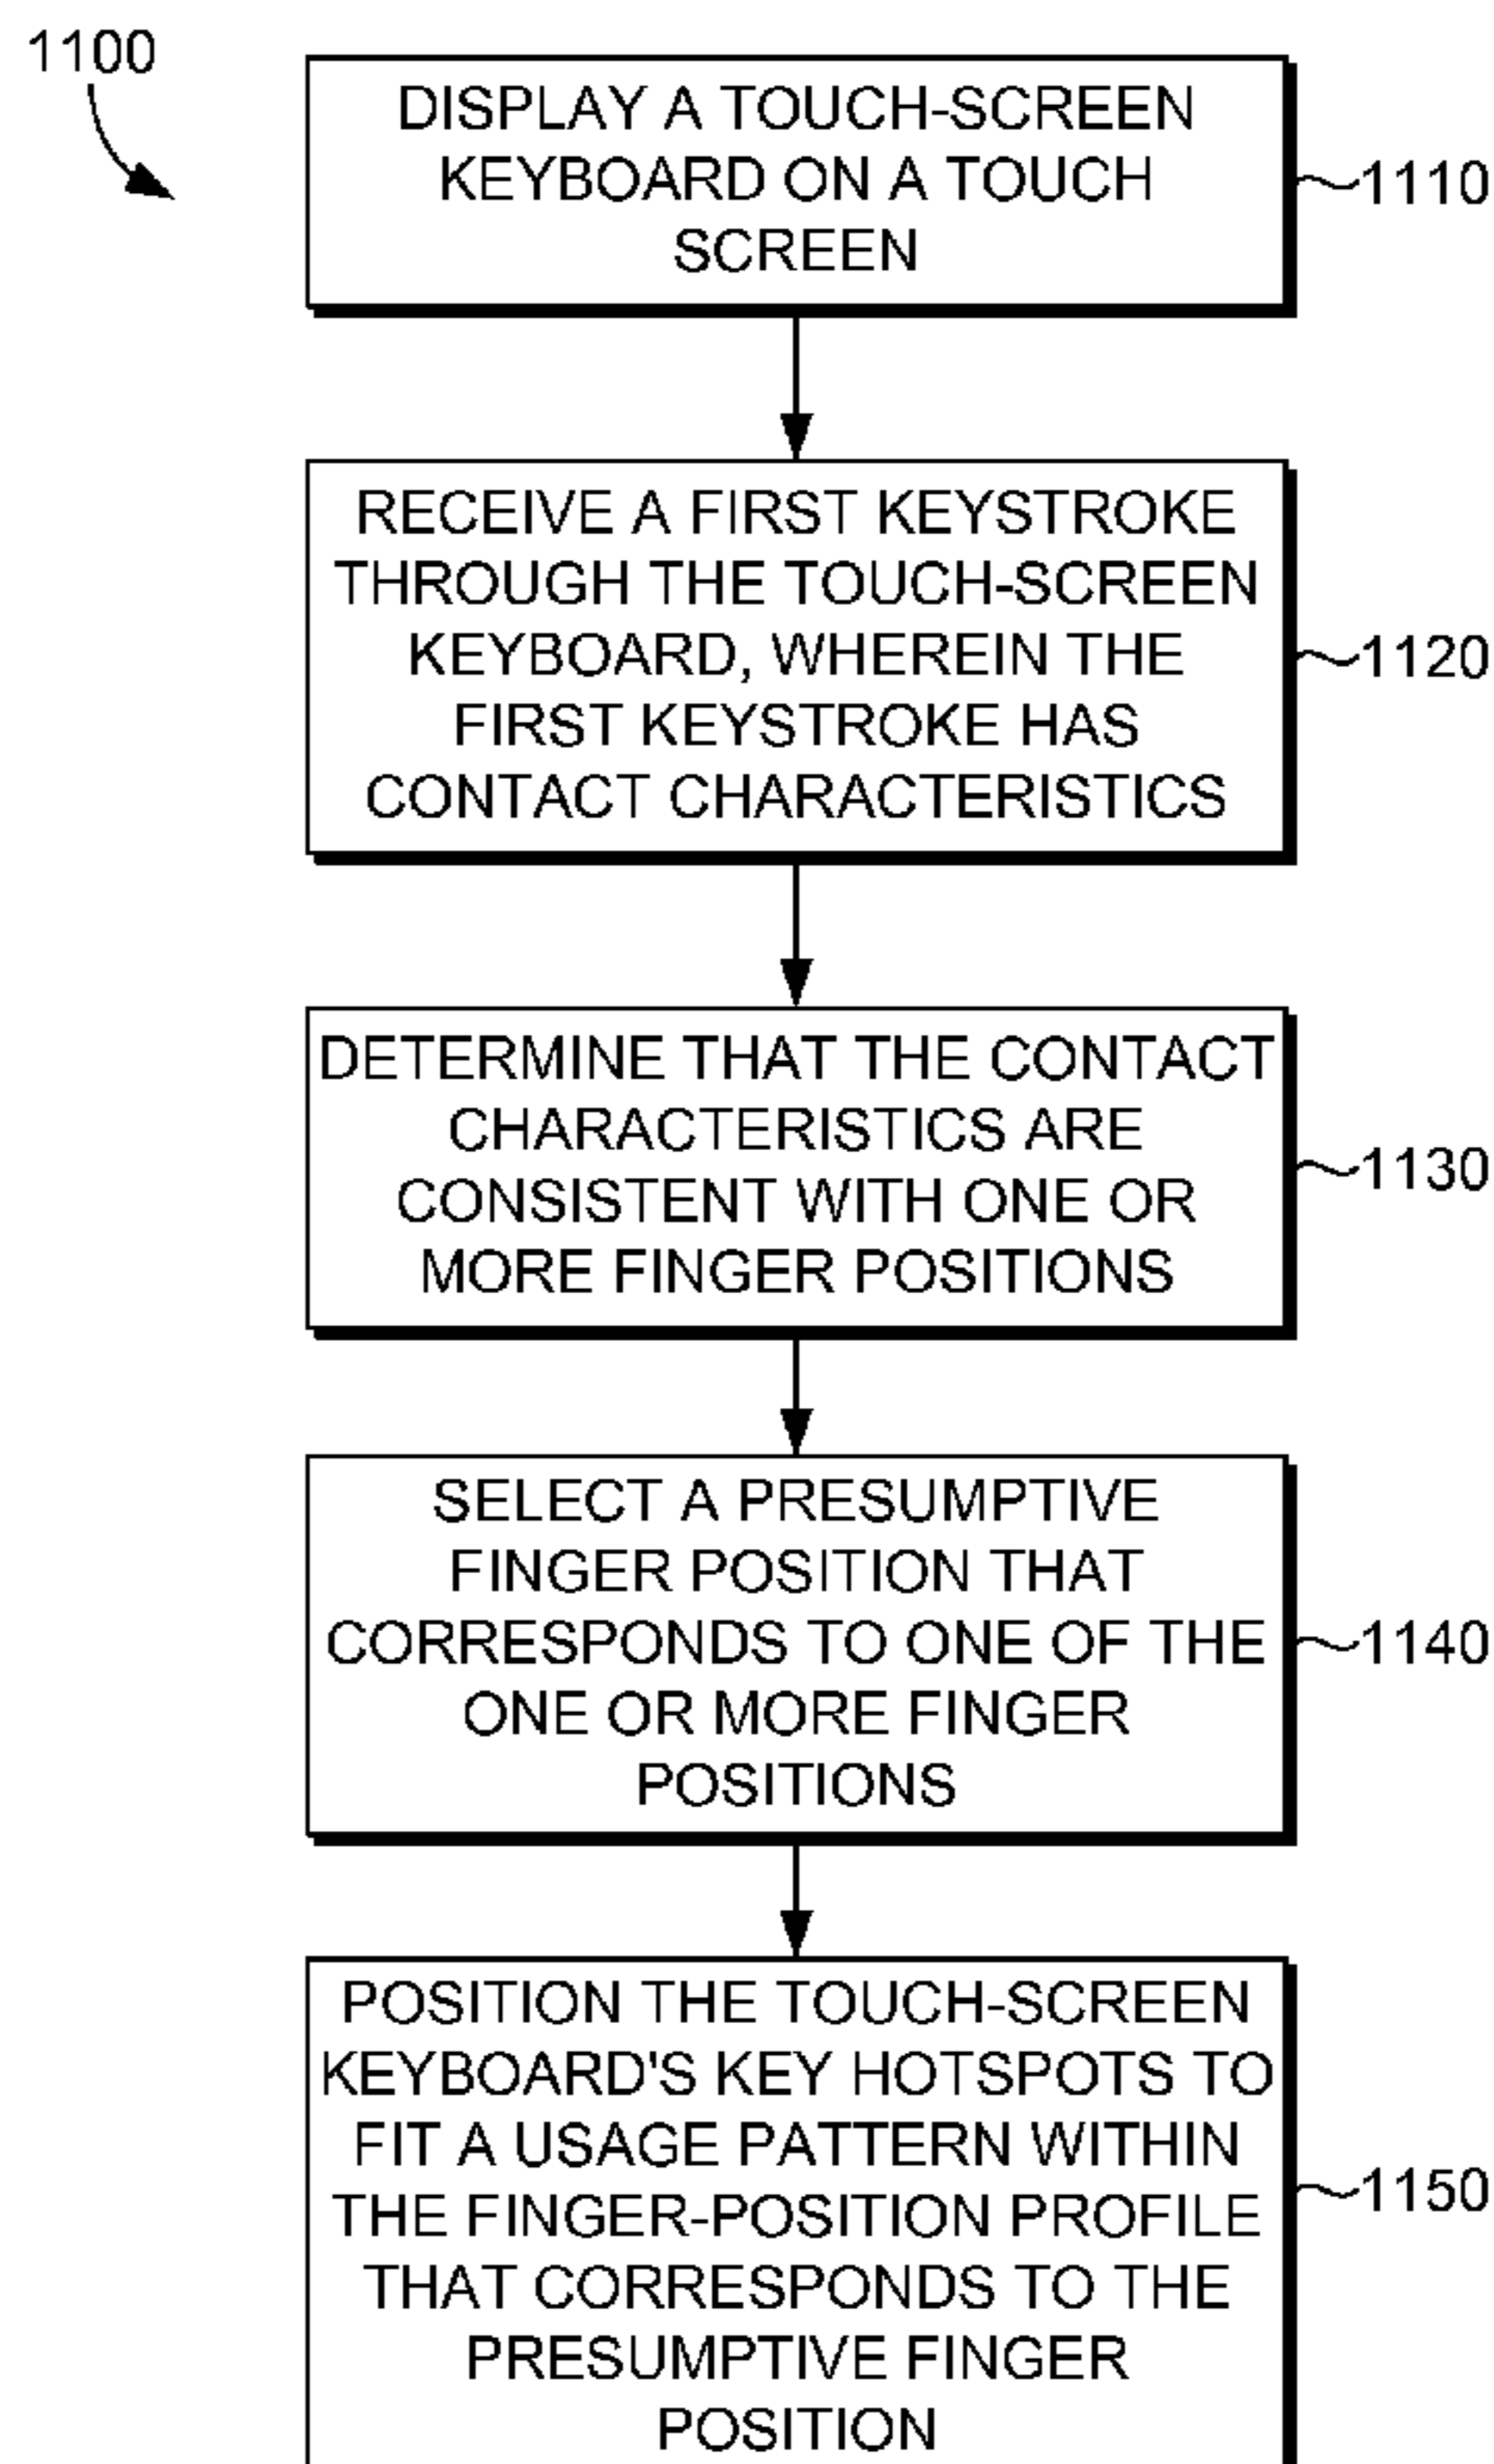 1100
DISPLAY A TOUCH-SCREEN
KEYBOARD ON A TOUCH
SCREEN
1110
RECEIVE A FIRST KEYSTROKE
THROUGH THE TOUCH-SCREEN
KEYBOARD, WHEREIN THE
FIRST KEYSTROKE HAS
CONTACT CHARACTERISTICS
1120
DETERMINE THAT THE CONTACT
CHARACTERISTICS ARE
CONSISTENT WITH ONE OR
MORE FINGER POSITIONS
1130
SELECT A PRESUMPTIVE
FINGER POSITION THAT
CORRESPONDS TO ONE OF THE
ONE OR MORE FINGER
POSITIONS
1140
POSITION THE TOUCH-SCREEN
KEYBOARD'S KEY HOTSPOTS TO
FIT A USAGE PATTERN WITHIN
THE FINGER-POSITION PROFILE
THAT CORRESPONDS TO THE
PRESUMPTIVE FINGER
POSITION
1150